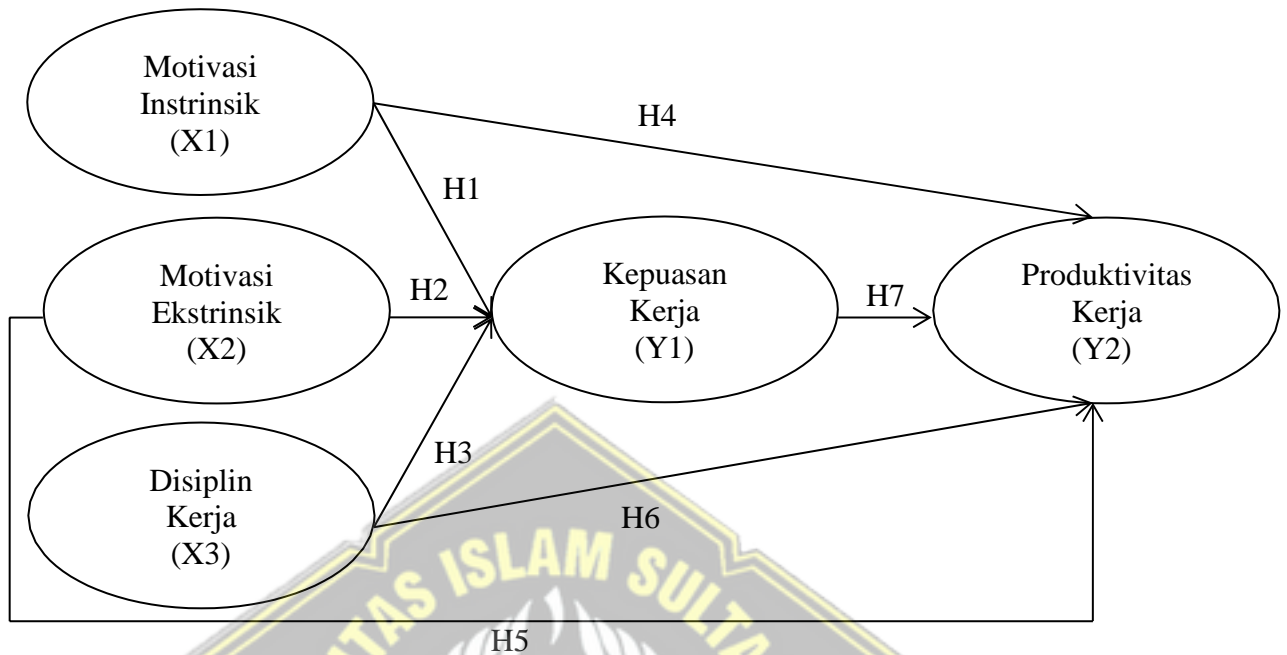 Motivasi
Instrinsik
(X1)
H4
H1
Motivasi
Ekstrinsik
(X2)
H2
Kepuasan
Kerja
(Y1)
H7
Produktivitas
Kerja
(Y2)
H3
Disiplin
Kerja
(X3)
H6
ISLAM
H5